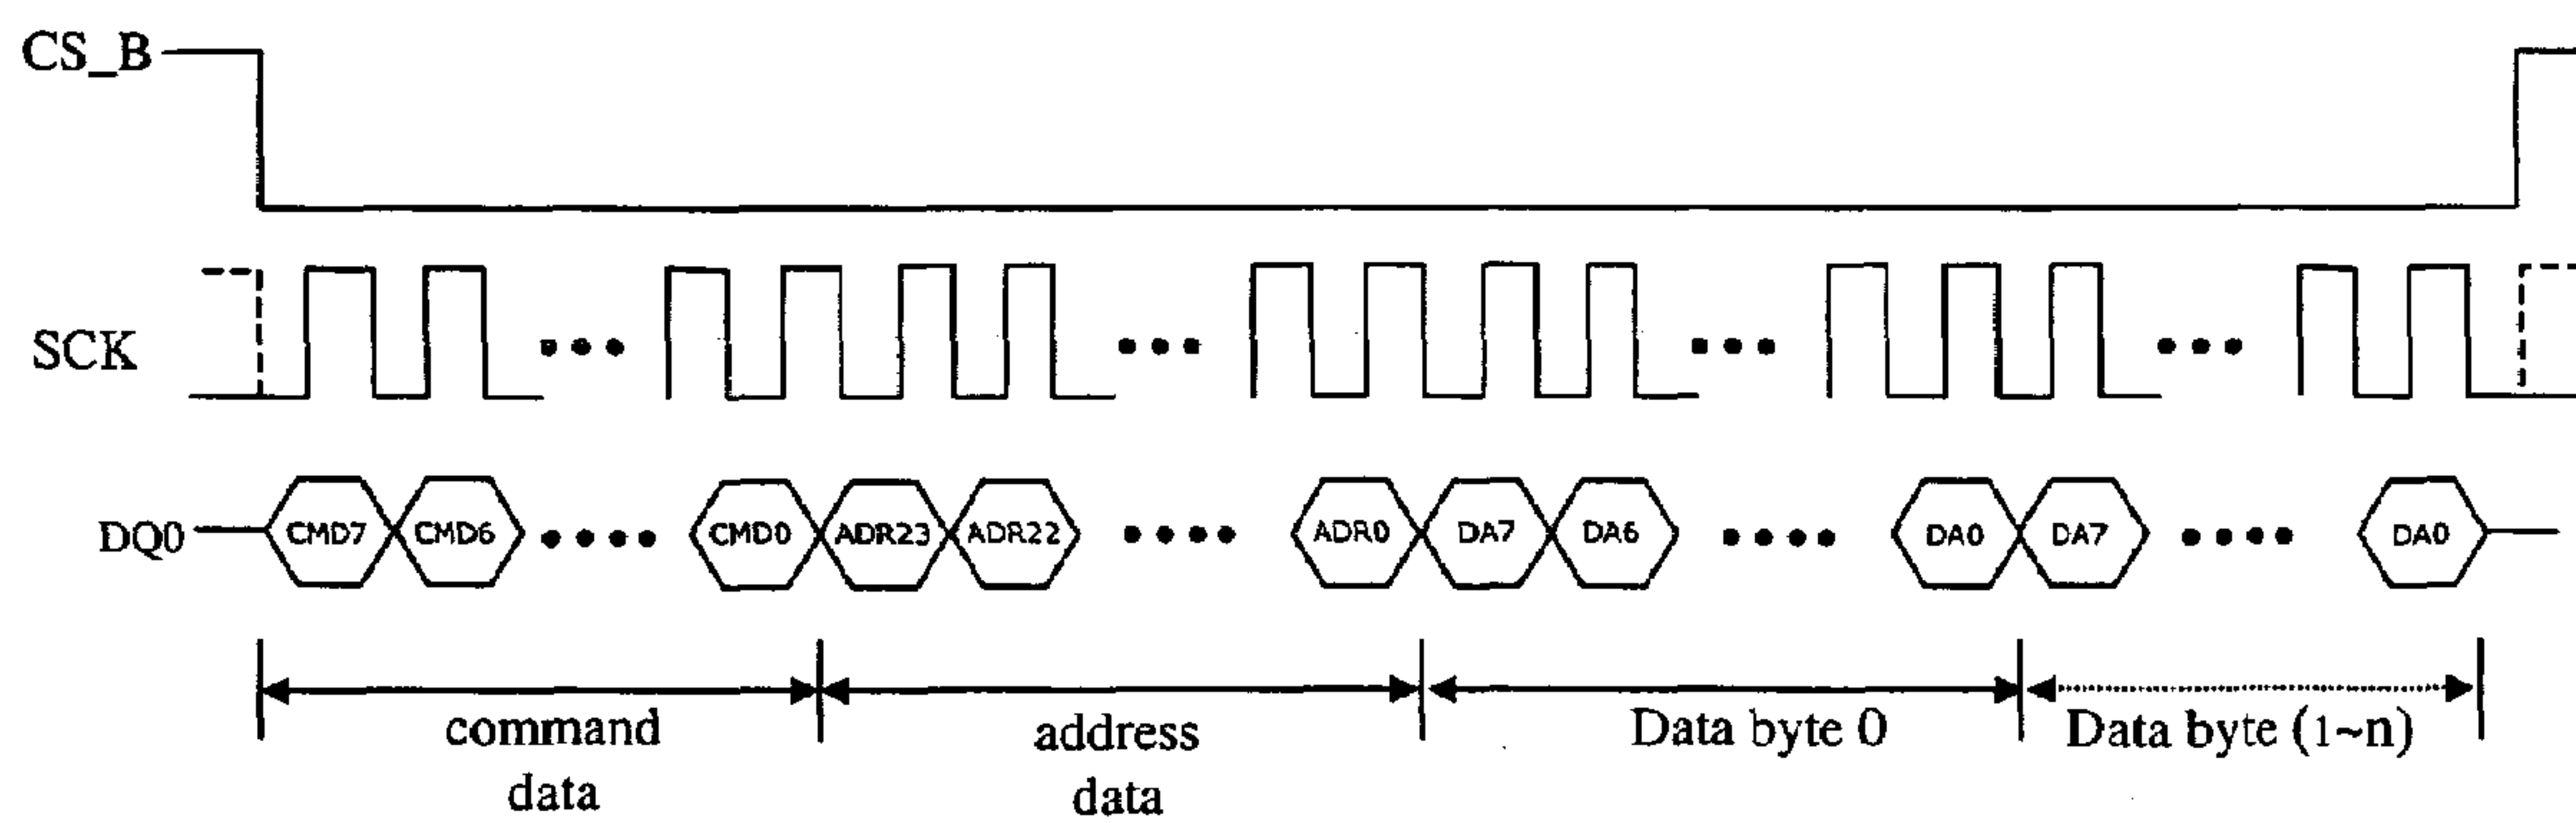 CS_B
SCK
DQ0
CMD7 CMD6 CMD0 ADR23 ADR22 ADR0 DA7 DA6 DA0 DA7 DA0
command data
address data
Data byte 0
Data byte (1~n)